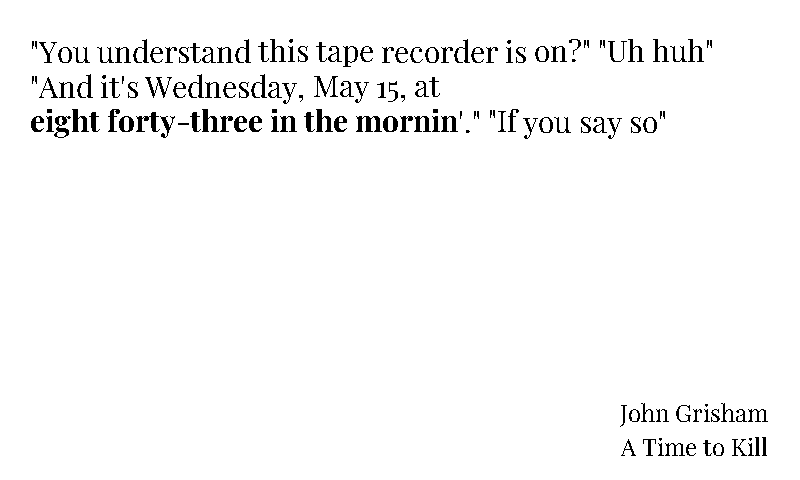 "You understand this tape recorder is on?" "Uh huh"
"And it's Wednesday, May 15, at
eight forty-three in the mornin'." "If you say so"
John Grisham
A Time to Kill